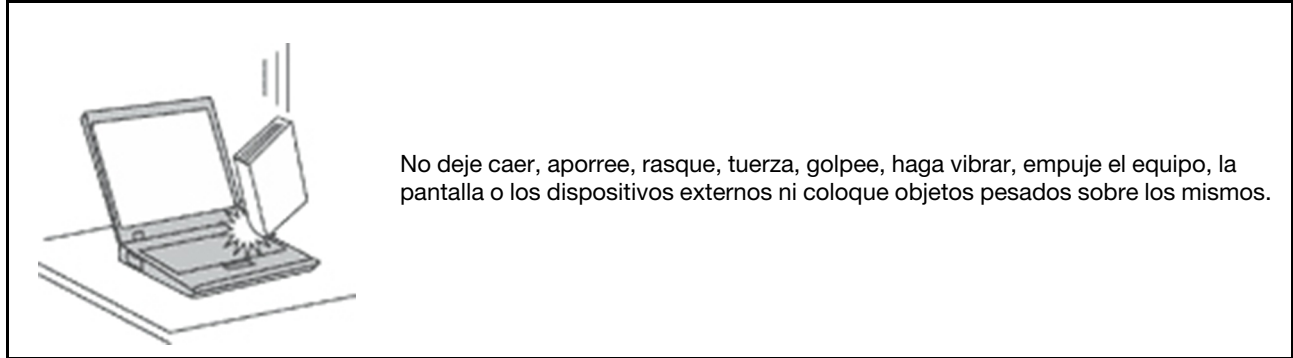 No deje caer, aporree, rasque, tuerza, golpee, haga vibrar, empuje el equipo, la
pantalla o los dispositivos externos ni coloque objetos pesados sobre los mismos.